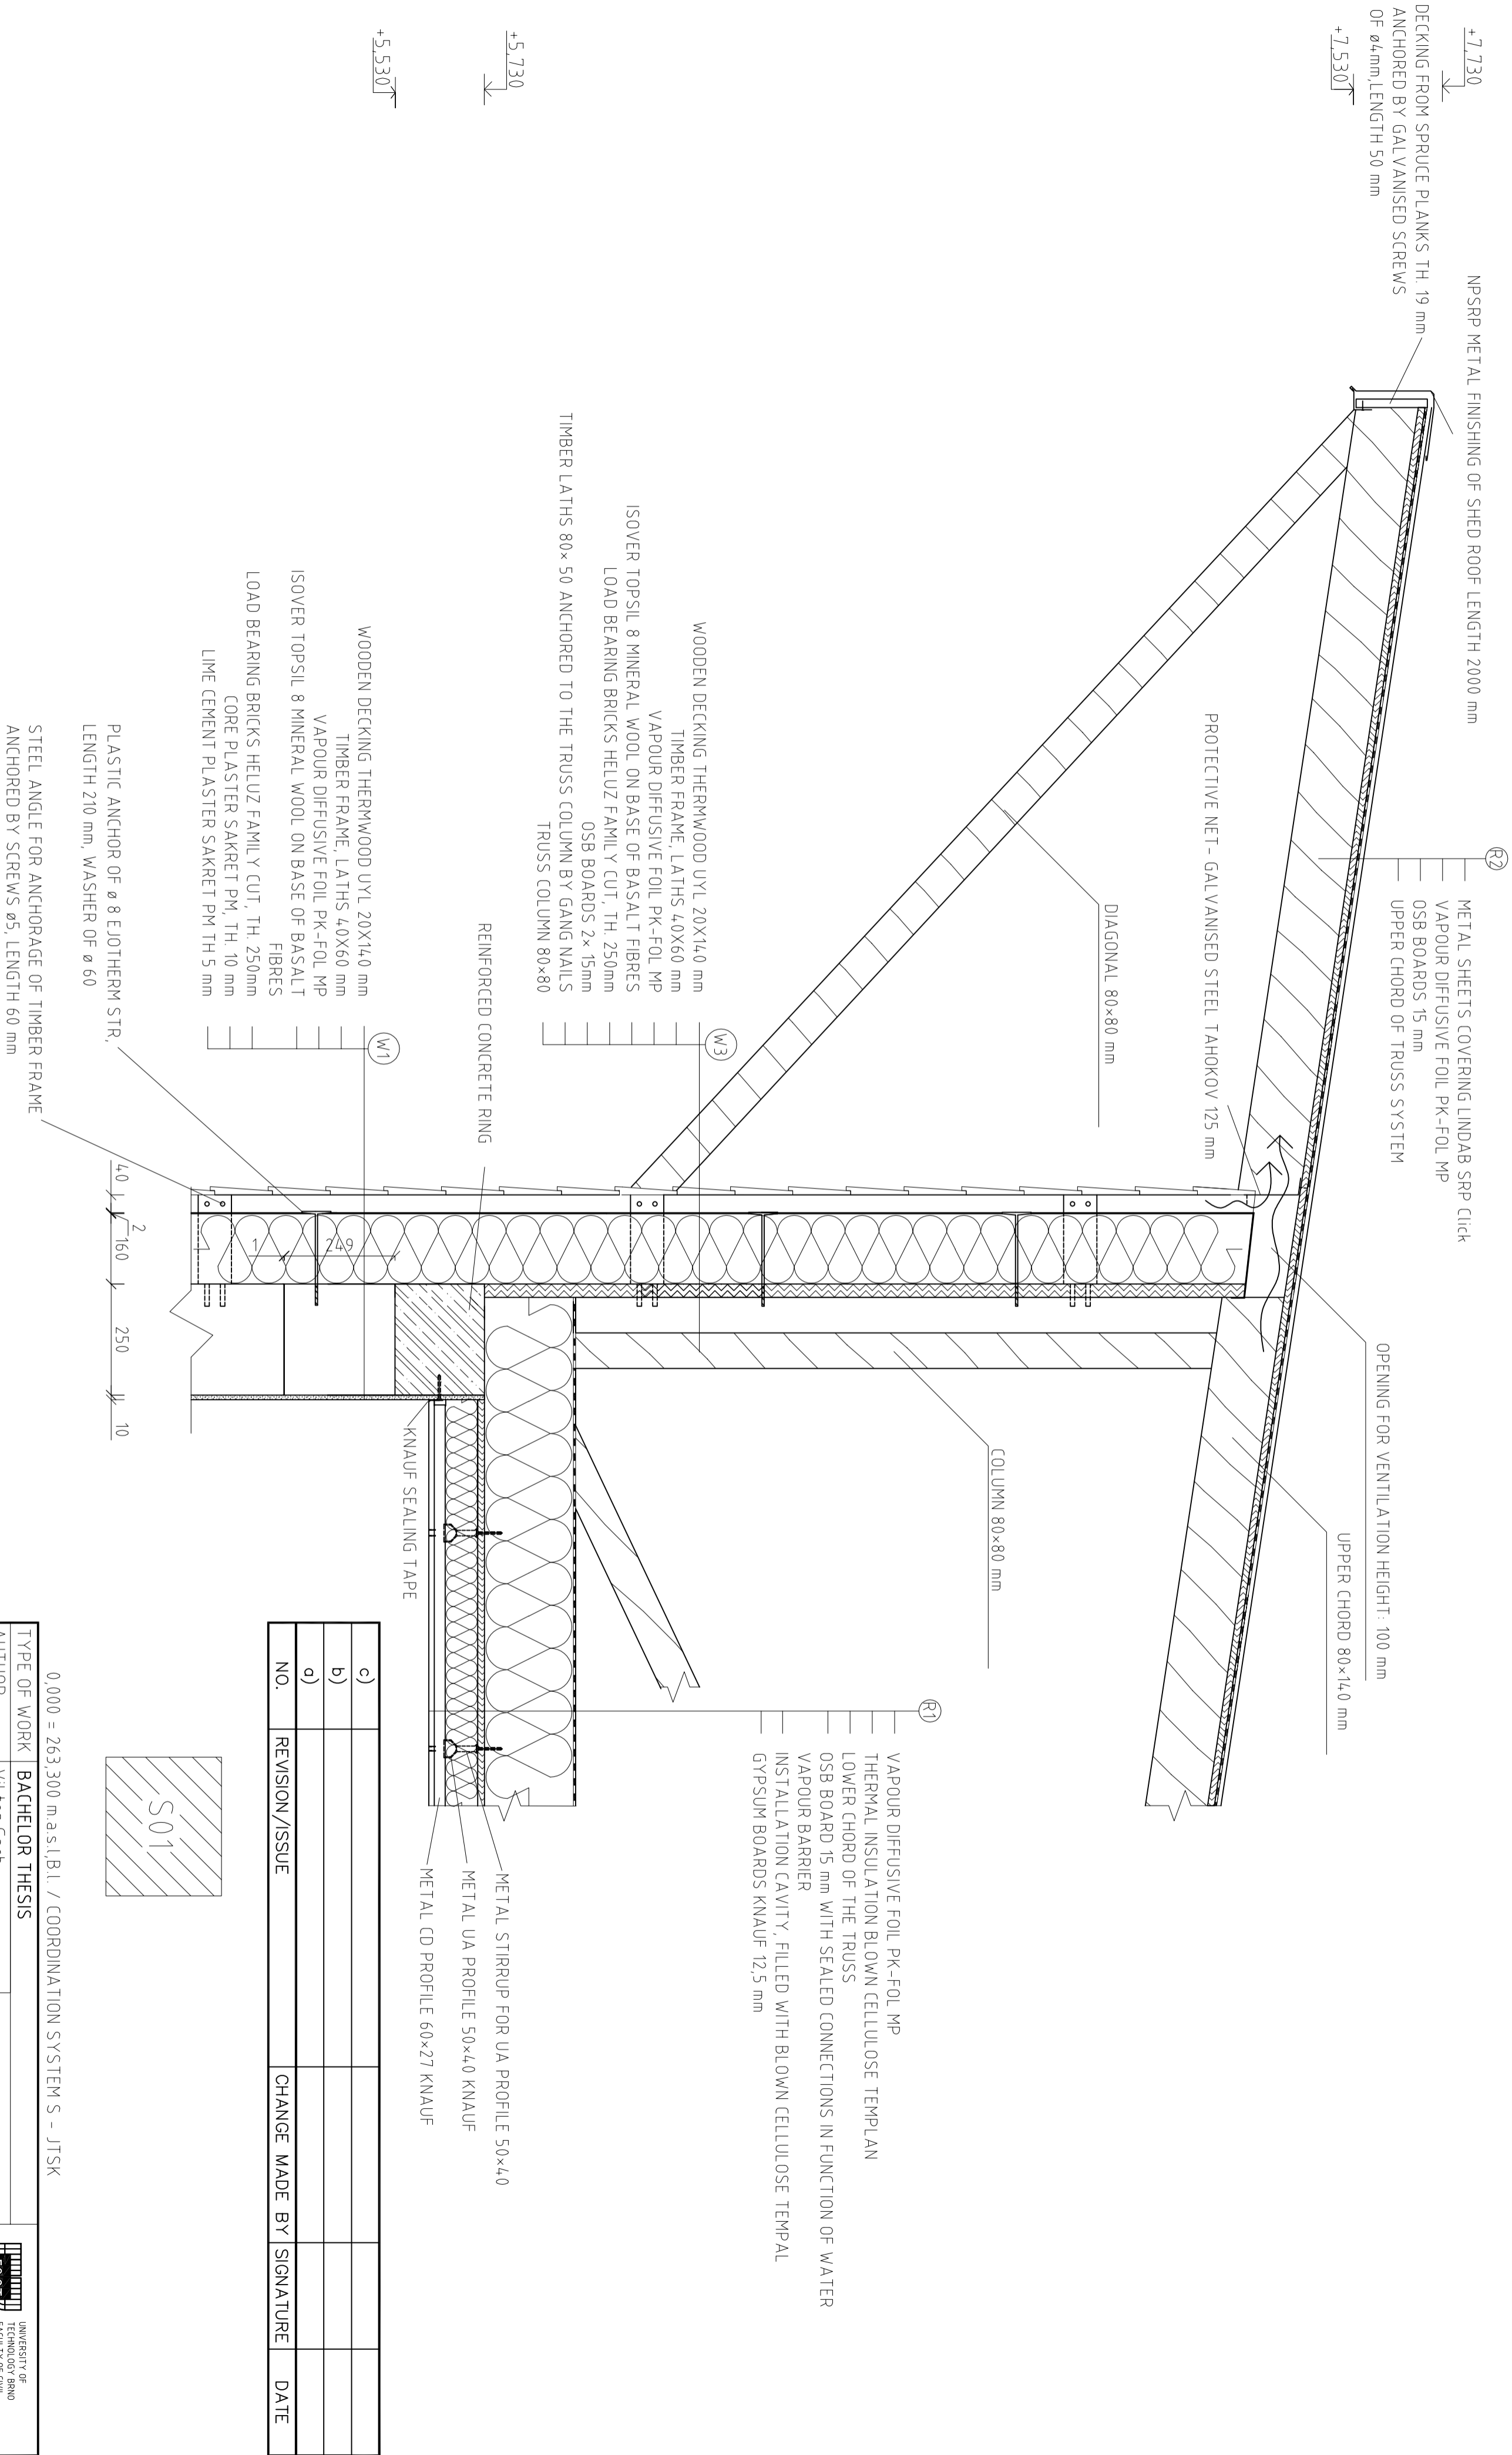 +7,730
+7,530
DECKING FROM SPRUCE PLANKS TH. 19 mm
ANCHORED BY GALVANISED SCREWS
OF ø4mm,LENGTH 50 mm
NPSRP METAL FINISHING OF SHED ROOF LENGTH 2000 mm
R2
METAL SHEETS COVERING LINDAB SRP Click
VAPOUR DIFFUSIVE FOIL PK-FOL MP
OSB BOARDS 15 mm
UPPER CHORD OF TRUSS SYSTEM
PROTECTIVE NET- GALVANISED STEEL TAHOKOV 125 mm
OPENING FOR VENTILATION HEIGHT: 100 mm
UPPER CHORD 80×140 mm
DIAGONAL 80×80 mm
COLUMN 80×80 mm
+5,730
+5,530
W3
WOODEN DECKING THERMWOOD UYL 20X140 mm
TIMBER FRAME, LATHS 40X60 mm
VAPOUR DIFFUSIVE FOIL PK-FOL MP
ISOVER TOPSIL 8 MINERAL WOOL ON BASE OF BASALT FIBRES
LOAD BEARING BRICKS HELUZ FAMILY CUT, TH. 250mm
OSB BOARDS 2× 15mm
TIMBER LATHS 80× 50 ANCHORED TO THE TRUSS COLUMN BY GANG NAILS
TRUSS COLUMN 80×80
REINFORCED CONCRETE RING
W1
WOODEN DECKING THERMWOOD UYL 20X140 mm
TIMBER FRAME, LATHS 40X60 mm
VAPOUR DIFFUSIVE FOIL PK-FOL MP
ISOVER TOPSIL 8 MINERAL WOOL ON BASE OF BASALT
FIBRES
LOAD BEARING BRICKS HELUZ FAMILY CUT, TH. 250mm
CORE PLASTER SAKRET PM, TH. 10 mm
LIME CEMENT PLASTER SAKRET PM TH 5 mm
PLASTIC ANCHOR OF ø 8 EJOTHERM STR,
LENGTH 210 mm, WASHER OF ø 60
STEEL ANGLE FOR ANCHORAGE OF TIMBER FRAME
ANCHORED BY SCREWS ø5, LENGTH 60 mm
1
249
40
2
160
250
10
R1
VAPOUR DIFFUSIVE FOIL PK-FOL MP
THERMAL INSULATION BLOWN CELLULOSE TEMPLAN
LOWER CHORD OF THE TRUSS
OSB BOARD 15 mm WITH SEALED CONNECTIONS IN FUNCTION OF WATER
VAPOUR BARRIER
INSTALLATION CAVITY, FILLED WITH BLOWN CELLULOSE TEMPAL
GYPSUM BOARDS KNAUF 12,5 mm
METAL STIRRUP FOR UA PROFILE 50×40
METAL UA PROFILE 50×40 KNAUF
METAL CD PROFILE 60×27 KNAUF
KNAUF SEALING TAPE
c)
b)
a)
NO. REVISION/ISSUE CHANGE MADE BY SIGNATURE DATE
S01
0,000 = 263,300 m.a.s.l,B.l. / COORDINATION SYSTEM S - JTSK
TYPE OF WORK BACHELOR THESIS
UNIVERSITY OF
TECHNOLOGY BRNO